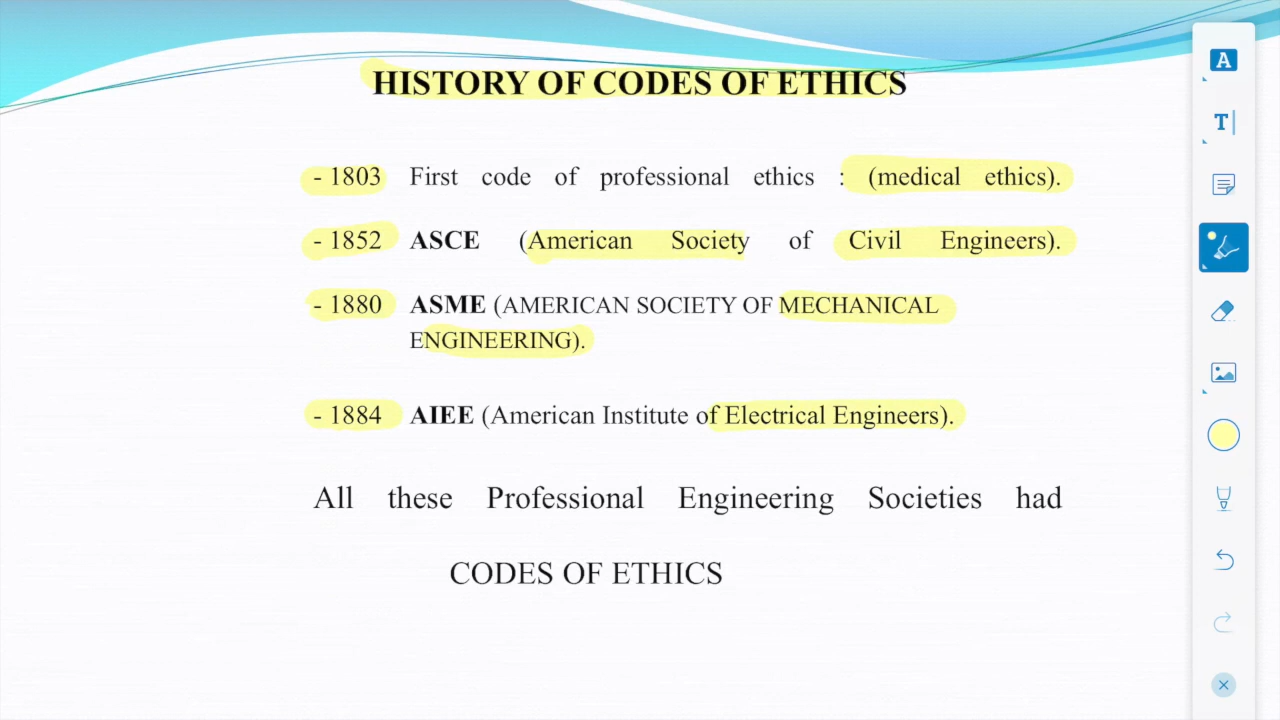 HISTORY OF CODES OF ETHICS
- 1803 First code of professional ethics : (medical ethics).
- 1852 ASCE (American Society of Civil Engineers).
- 1880 ASME (AMERICAN SOCIETY OF MECHANICAL
ENGINEERING).
- 1884 AIEE (American Institute of Electrical Engineers).
All these Professional Engineering Societies had
CODES OF ETHICS
A
T